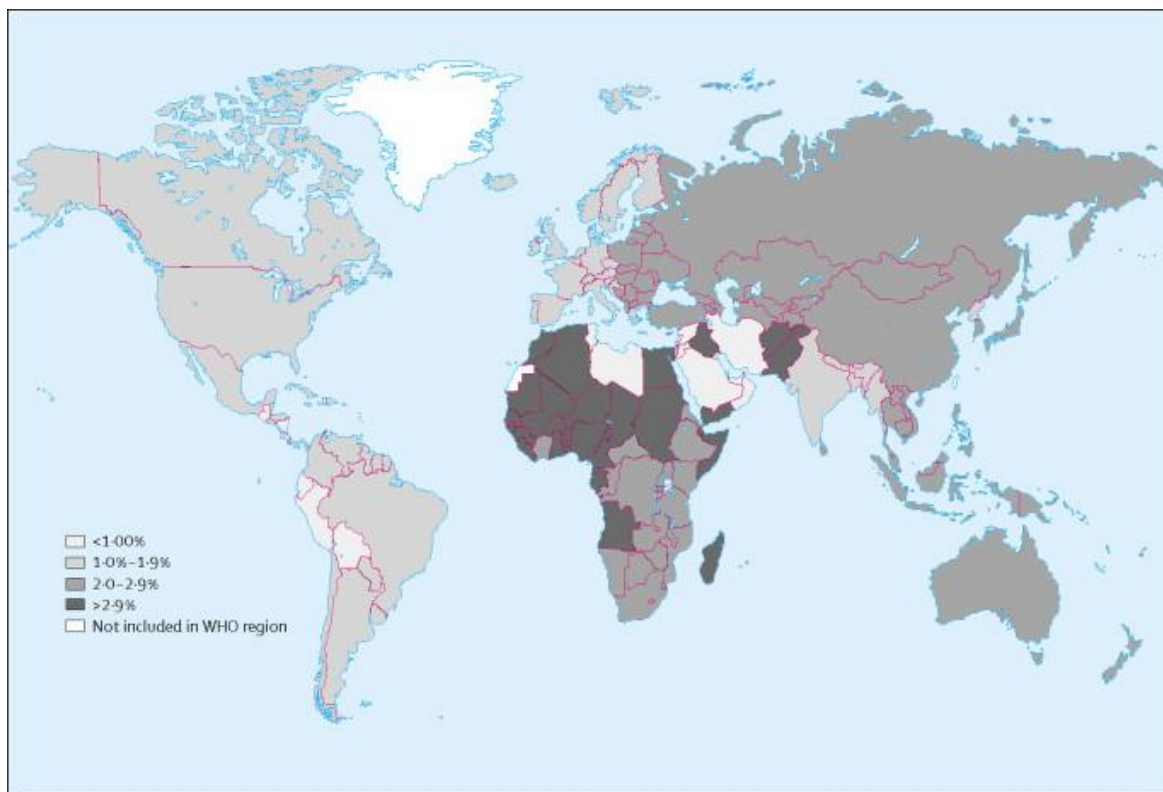 <1·00%
1·0%–1·9%
2·0–2·9%
>2·9%
Not included in WHO region